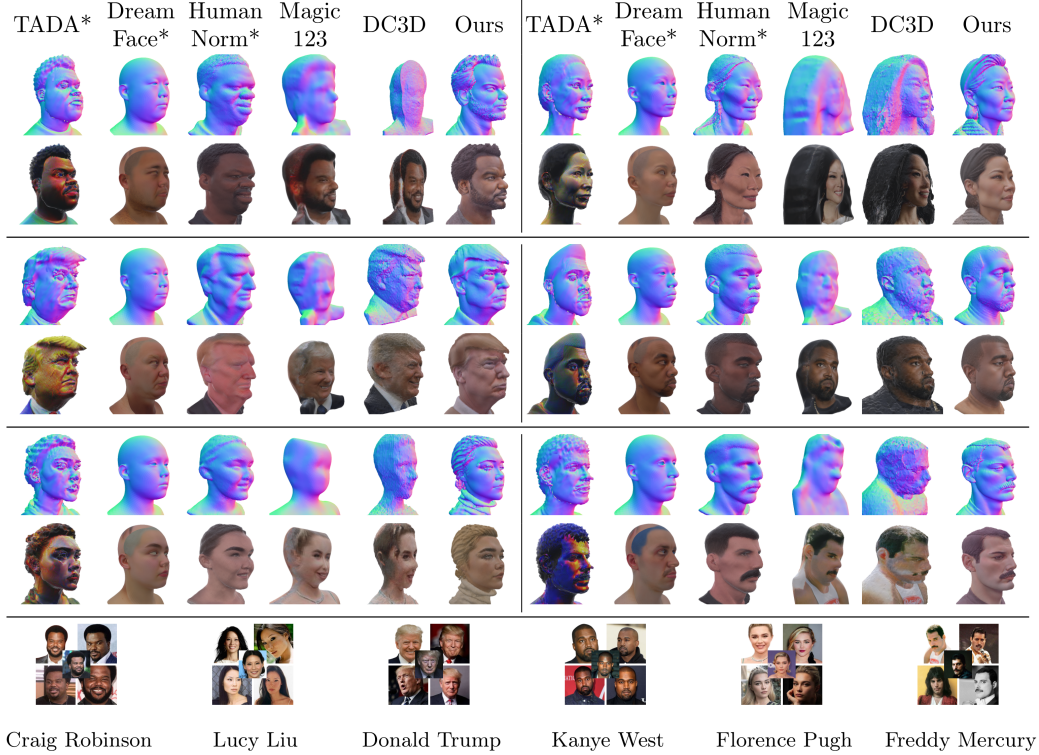 TADA* Dream Face* Human Norm* Magic 123 DC3D Ours TADA* Dream Face* Human Norm* Magic 123 DC3D Ours
Craig Robinson Lucy Liu Donald Trump Kanye West Florence Pugh Freddy Mercury